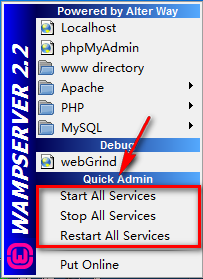 WAMPSERVER 2.2
Powered by Alter Way
Localhost
phpMyAdmin
www directory
Apache
PHP
MySQL
Debug
webGrind
Quick Admin
Start All Services
Stop All Services
Restart All Services
Put Online